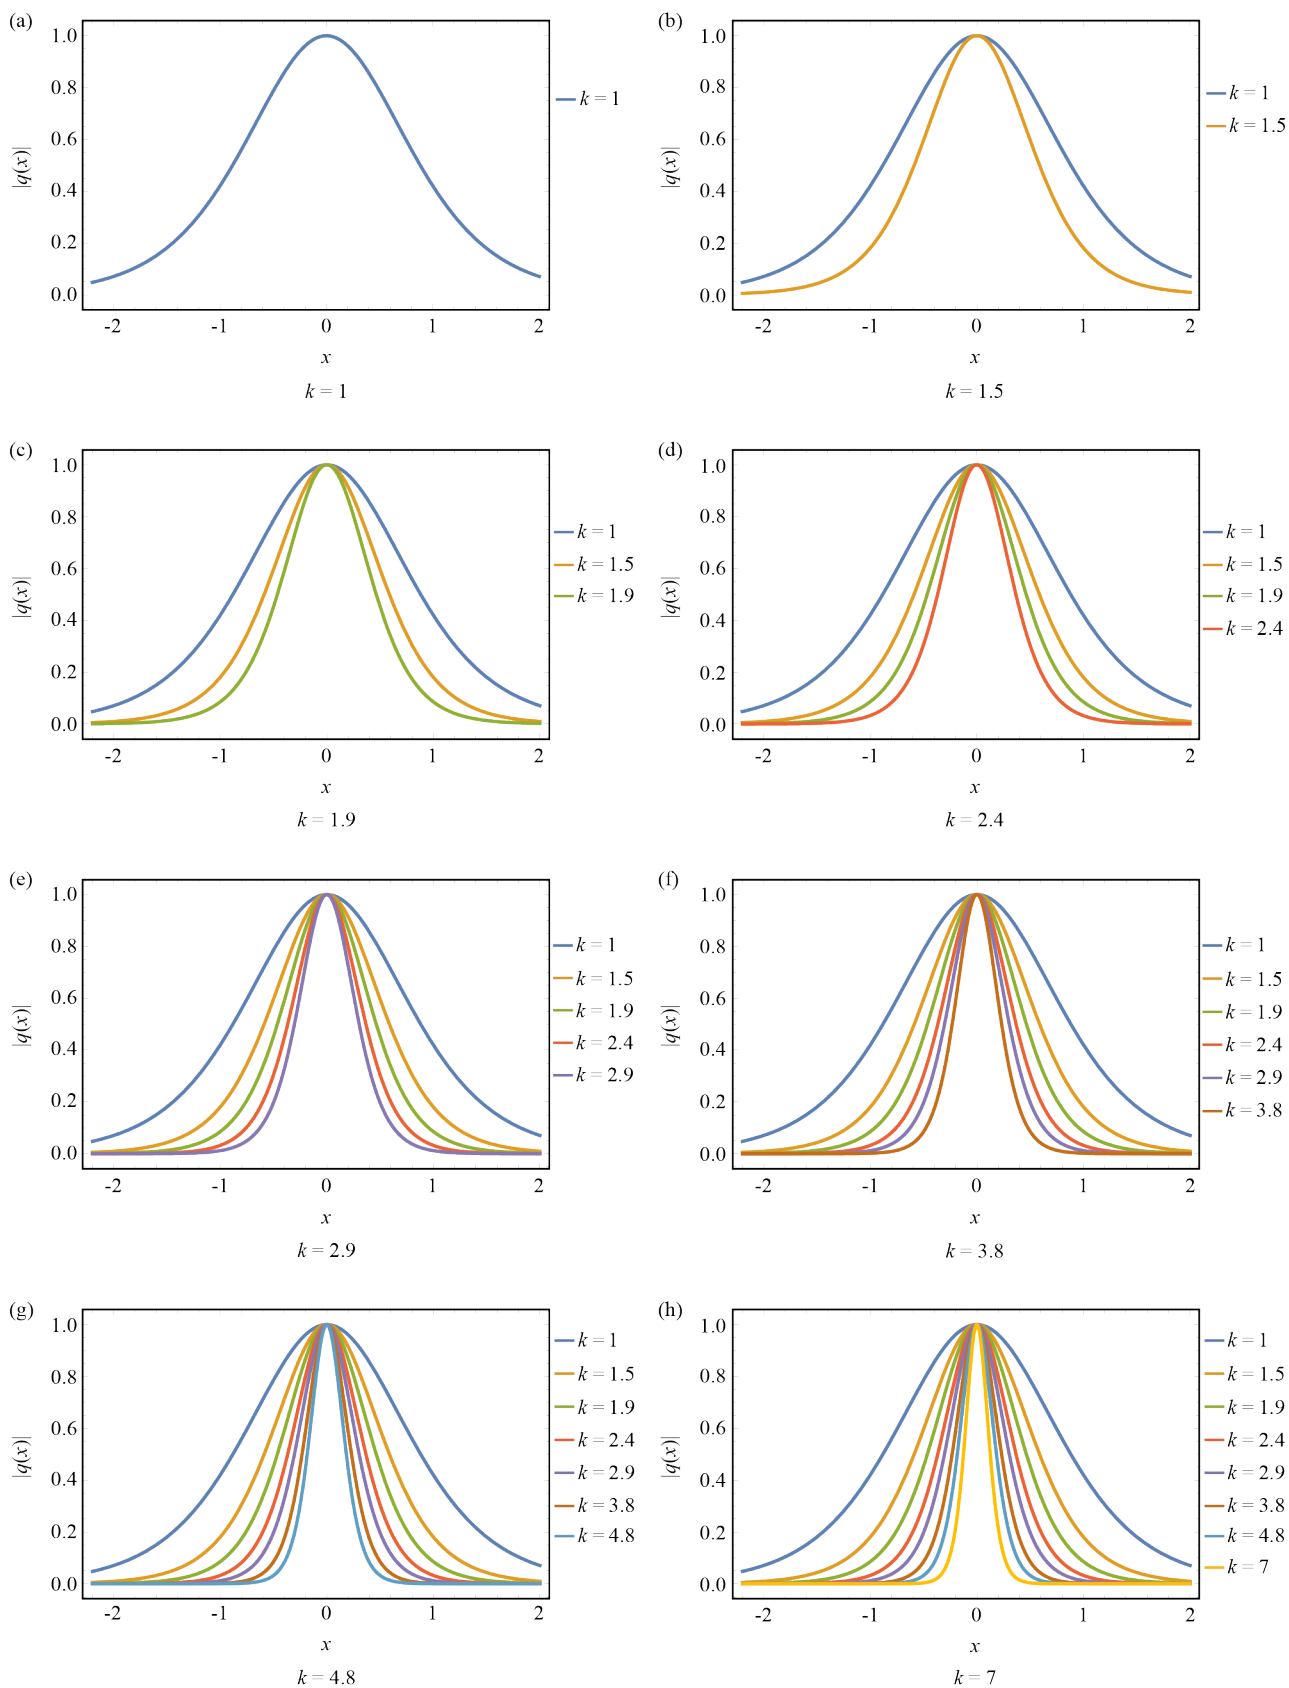 (a)
1.0
0.8
0.6
0.4
0.2
0.0
|q(x)|
-2 -1 0 1 2
x
k = 1
k = 1
(b)
1.0
0.8
0.6
0.4
0.2
0.0
|q(x)|
-2 -1 0 1 2
x
k = 1
k = 1.5
k = 1.5
(c)
1.0
0.8
0.6
0.4
0.2
0.0
|q(x)|
-2 -1 0 1 2
x
k = 1
k = 1.5
k = 1.9
k = 1.9
(d)
1.0
0.8
0.6
0.4
0.2
0.0
|q(x)|
-2 -1 0 1 2
x
k = 1
k = 1.5
k = 1.9
k = 2.4
k = 2.4
(e)
1.0
0.8
0.6
0.4
0.2
0.0
|q(x)|
-2 -1 0 1 2
x
k = 1
k = 1.5
k = 1.9
k = 2.4
k = 2.9
k = 2.9
(f)
1.0
0.8
0.6
0.4
0.2
0.0
|q(x)|
-2 -1 0 1 2
x
k = 1
k = 1.5
k = 1.9
k = 2.4
k = 2.9
k = 3.8
k = 3.8
(g)
1.0
0.8
0.6
0.4
0.2
0.0
|q(x)|
-2 -1 0 1 2
x
k = 1
k = 1.5
k = 1.9
k = 2.4
k = 2.9
k = 3.8
k = 4.8
k = 4.8
(h)
1.0
0.8
0.6
0.4
0.2
0.0
|q(x)|
-2 -1 0 1 2
x
k = 1
k = 1.5
k = 1.9
k = 2.4
k = 2.9
k = 3.8
k = 4.8
k = 7
k = 7